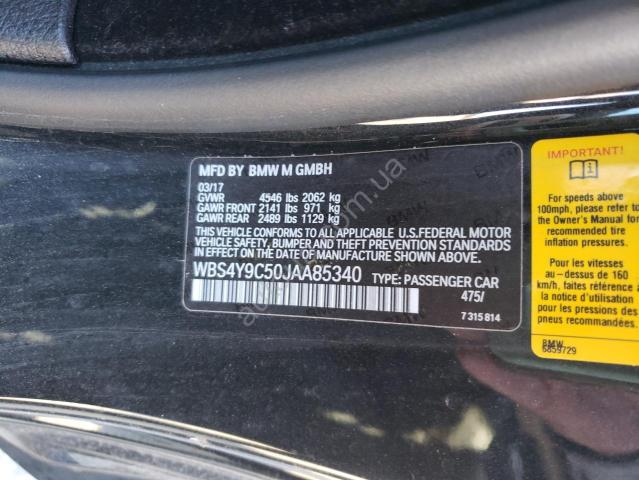 MFD BY BMW M GMBH
03/17
GVWR 4546 lbs 2062 kg
GAWR FRONT 2141 lbs 971 kg
GAWR REAR 2489 lbs 1129 kg
THIS VEHICLE CONFORMS TO ALL APPLICABLE
U.S.FEDERAL MOTOR
VEHICLE SAFETY, BUMPER AND THEFT PREVENTION
STANDARDS IN EFFECT ON THE DATE OF
MANUFACTURE SHOWN ABOVE.
WBS4Y9C50JAA85340 TYPE: PASSENGER CAR
475/
7 315 814
For speeds above
100mph, please refer to
the Owner's Manual for
recommended tire
inflation pressures.
Pour les vitesses
au-dessus de 160
km/h, faites référence à
la notice d'utilisation
pour les pressions de
pneus recommandées.
BMW
6859729